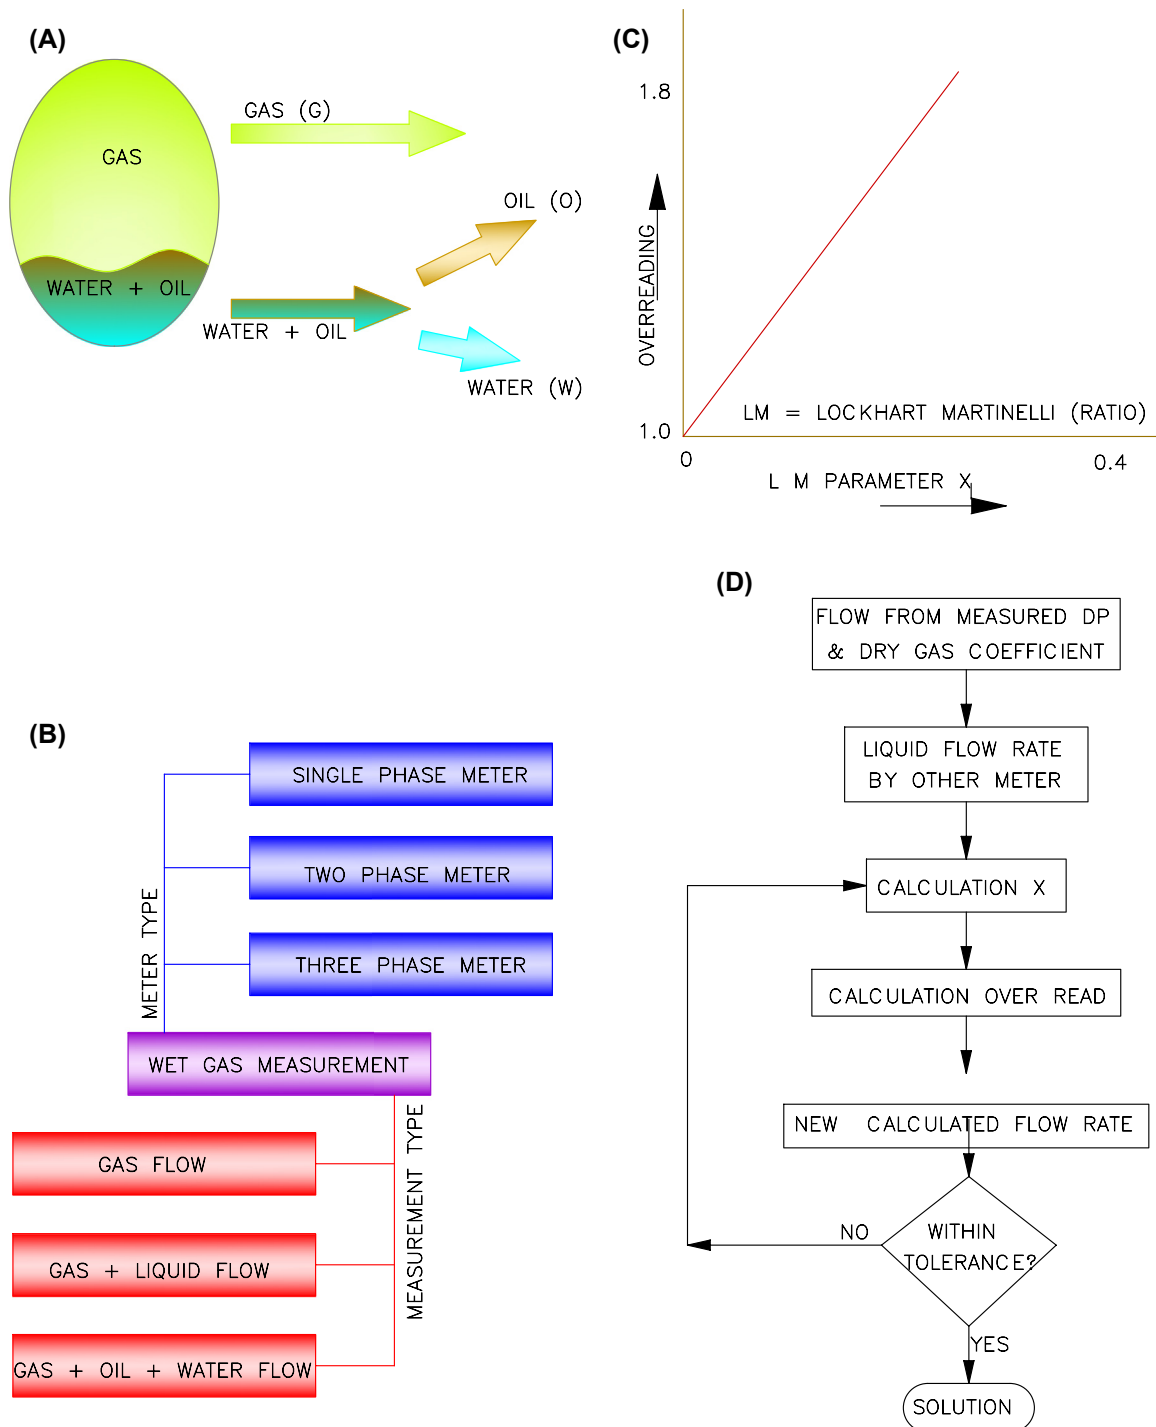 (A)
GAS
GAS (G)
OIL (O)
WATER + OIL
WATER + OIL
WATER (W)
(C)
1.8
OVERREADING
1.0
LM = LOCKHART MARTINELLI (RATIO)
0
0.4
L M PARAMETER X
(B)
SINGLE PHASE METER
TWO PHASE METER
THREE PHASE METER
METER TYPE
WET GAS MEASUREMENT
MEASUREMENT TYPE
GAS FLOW
GAS + LIQUID FLOW
GAS + OIL + WATER FLOW
(D)
FLOW FROM MEASURED DP
& DRY GAS COEFFICIENT
LIQUID FLOW RATE
BY OTHER METER
CALCULATION X
CALCULATION OVER READ
NEW CALCULATED FLOW RATE
NO
WITHIN
TOLERANCE?
YES
SOLUTION